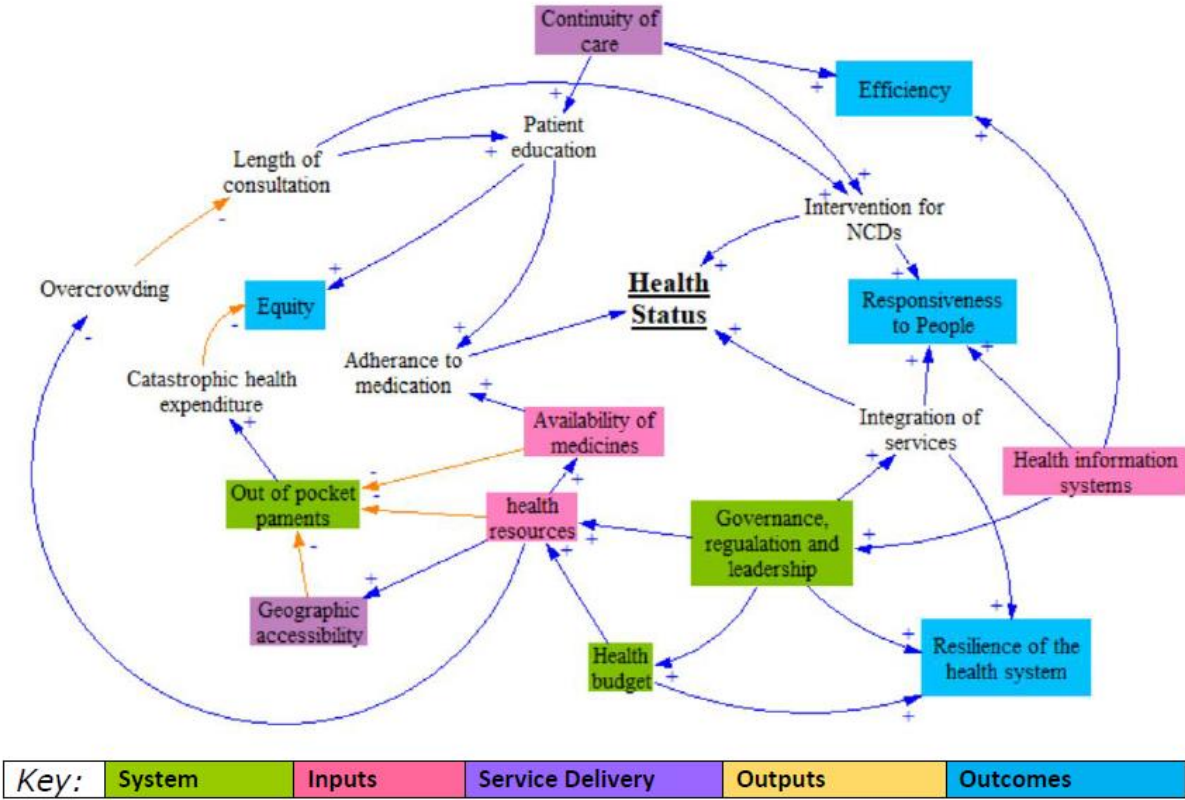 Continuity of
care
+
Efficiency
+
+
+
Patient
education
+
Length of
consultation
+
+
Intervention for
NCDs
-
+
+
Overcrowding
Health
Status
Responsiveness
to People
+
Equity
-
+
-
+
+
+
Catastrophic health
expenditure
Adherance to
medication
+
+
Availability of
medicines
Integration of
services
+
Health information
systems
-
Out of pocket
paments
-
+
health
resources
Governance,
regualation and
leadership
+
-
+
+
+
Geographic
accessibility
+
Health
budget
+
+
Resilience of the
health system
+
Key: System Inputs Service Delivery Outputs Outcomes